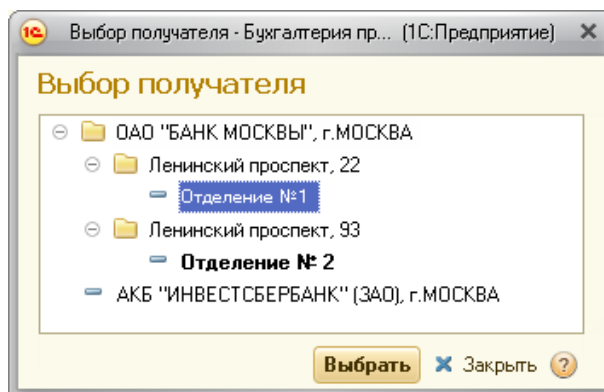 1С Выбор получателя - Бухгалтерия пр... (1С:Предприятие)
Выбор получателя
ОАО "БАНК МОСКВЫ", г.МОСКВА
Ленинский проспект, 22
Отделение №1
Ленинский проспект, 93
Отделение № 2
АКБ "ИНВЕСТСБЕРБАНК" (ЗАО), г.МОСКВА
Выбрать Закрыть ?